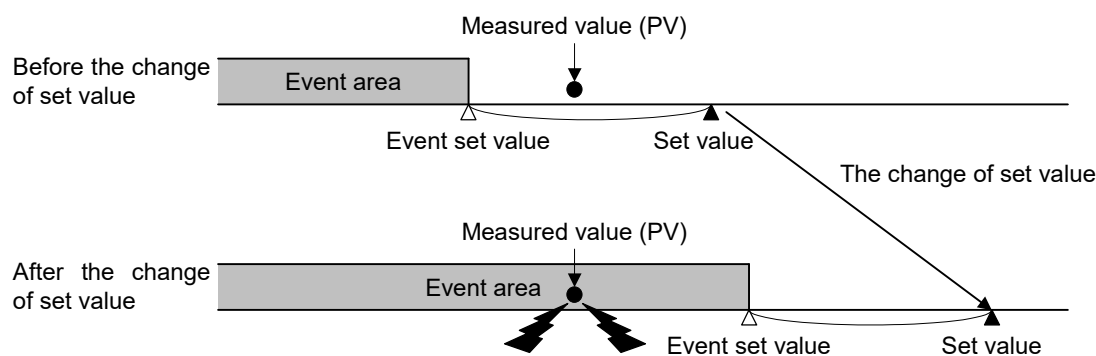 Measured value (PV)
Before the change
of set value
Event area
Event set value
Set value
The change of set value
Measured value (PV)
After the change
of set value
Event area
Event set value
Set value